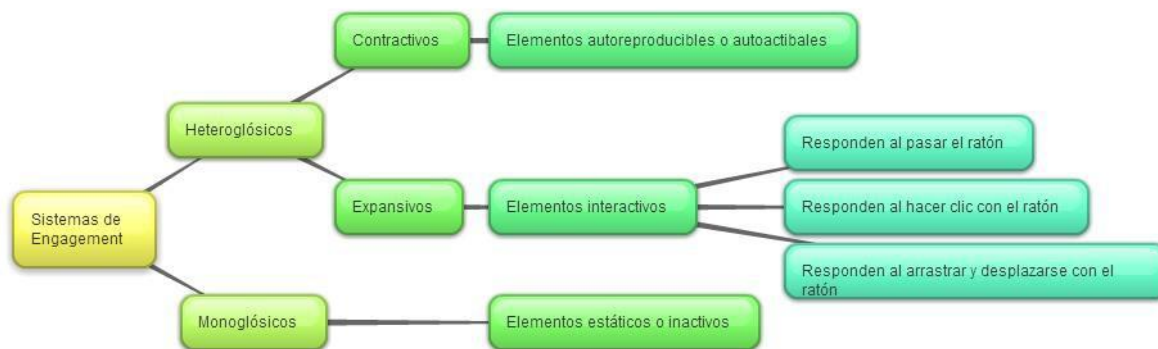 Contractivos
Elementos autoreproducibles o autoactibales
Heteroglósicos
Responden al pasar el ratón
Expansivos
Elementos interactivos
Responden al hacer clic con el ratón
Sistemas de
Engagement
Responden al arrastrar y desplazarse con el
ratón
Monoglósicos
Elementos estáticos o inactivos